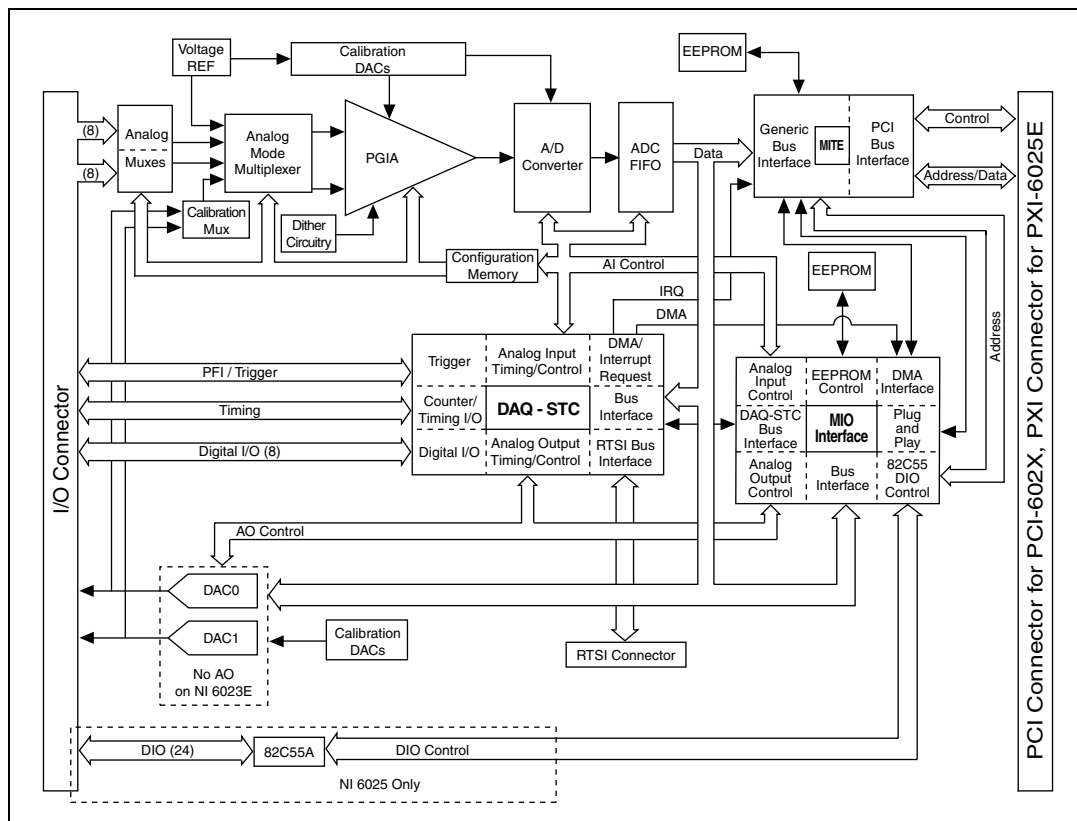 Voltage
REF
Calibration
DACs
EEPROM
(8)
(8)
Analog
Muxes
Analog
Mode
Multiplexer
PGIA
A/D
Converter
ADC
FIFO
Data
Generic
Bus
Interface
MITE
PCI
Bus
Interface
Control
Address/Data
Calibration
Mux
Dither
Circuitry
Configuration
Memory
AI Control
IRQ
DMA
EEPROM
Address
I/O Connector
PCI Connector for PCI-602X, PXI Connector for PXI-6025E
PFI / Trigger
Timing
Digital I/O (8)
Trigger
Analog Input
Timing/Control
DMA/
Interrupt
Request
Counter/
Timing I/O
DAQ - STC
Bus
Interface
Digital I/O
Analog Output
Timing/Control
RTSI Bus
Interface
Analog
Input
Control
EEPROM
Control
DMA
Interface
DAQ-STC
Bus
Interface
MIO
Interface
Plug
and
Play
Analog
Output
Control
Bus
Interface
82C55
DIO
Control
AO Control
DAC0
DAC1
Calibration
DACs
No AO
on NI 6023E
RTSI Connector
DIO (24)
82C55A
DIO Control
NI 6025 Only